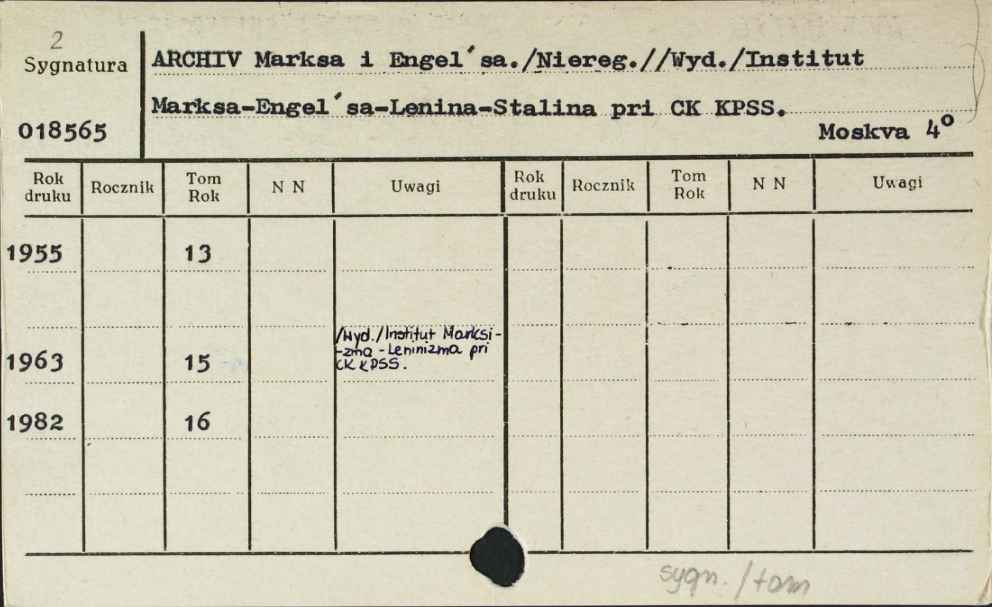 2
Sygnatura
ARCHIV Marksa i Engel´sa./Niereg.//Wyd./Institut
Marksa-Engel´sa-Lenina-Stalina pri CK KPSS.
018565
Moskva 4°
Rok druku Rocznik Tom Rok N N Uwagi Rok druku Rocznik Tom Rok N N Uwagi
1955 13
/Wyd./Institut Marksi-
-zma - Leninizma pri
1963 15 CK KPSS.
1982 16
sygn. /tom